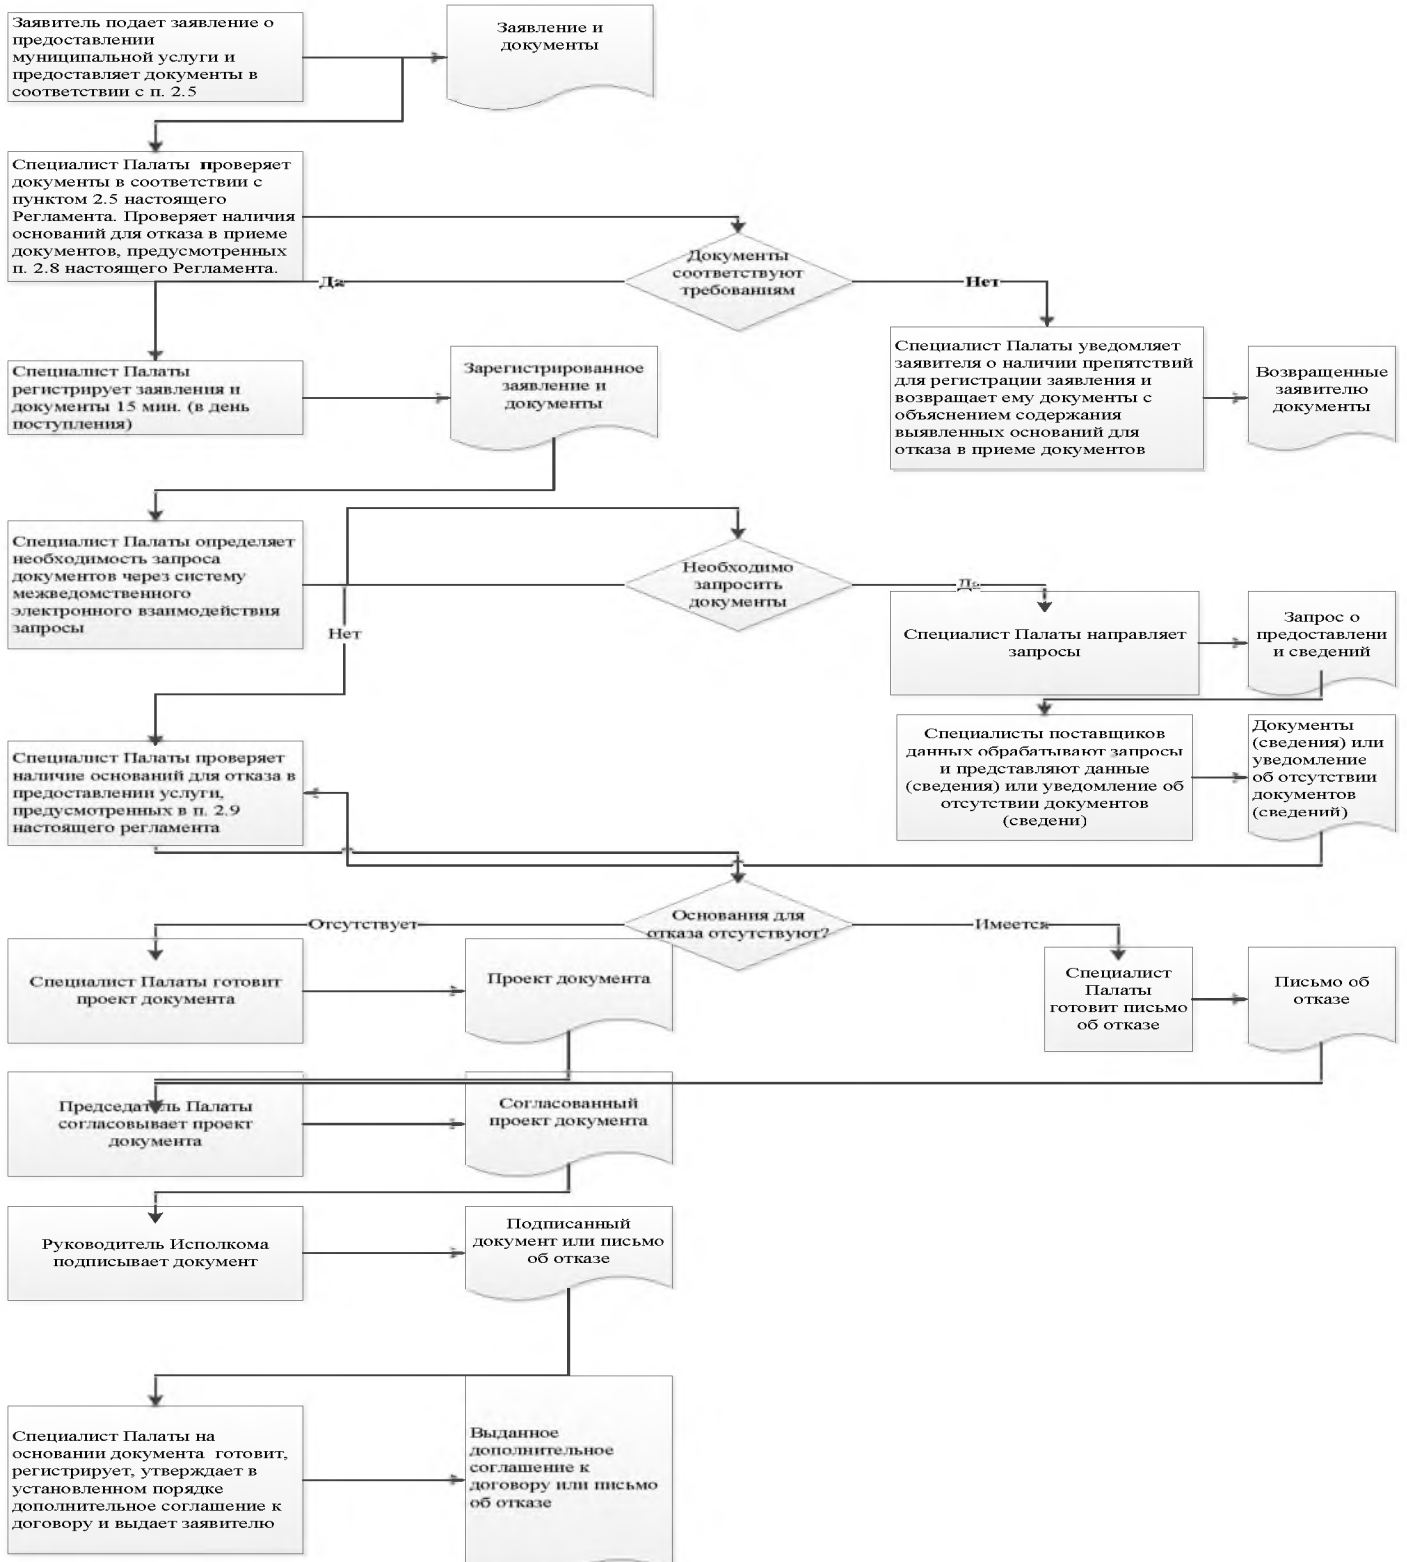 Заявитель подает заявление о
предоставлении
муниципальной услуги и
предоставляет документы в
соответствии с п. 2.5
Заявление и
документы
Специалист Палаты проверяет
документы в соответствии с
пунктом 2.5 настоящего
Регламента. Проверяет наличия
оснований для отказа в приеме
документов, предусмотренных
п. 2.8 настоящего Регламента.
Документы
соответствуют
требованиям
Да
Нет
Специалист Палаты
регистрирует заявления и
документы 15 мин. (в день
поступления)
Зарегистрированное
заявление и
документы
Специалист Палаты уведомляет
заявителя о наличии препятствий
для регистрации заявления и
возвращает ему документы с
объяснением содержания
выявленных оснований для
отказа в приеме документов
Возвращенные
заявителю
документы
Специалист Палаты определяет
необходимость запроса
документов через систему
межведомственного
электронного взаимодействия
запросы
Необходимо
запросить
документы
Да
Нет
Специалист Палаты направляет
запросы
Запрос о
предоставлени
и сведений
Специалисты поставщиков
данных обрабатывают запросы
и представляют данные
(сведения) или уведомление об
отсутствии документов
(сведени)
Документы
(сведения) или
уведомление
об отсутствии
документов
(сведений)
Специалист Палаты проверяет
наличие оснований для отказа в
предоставлении услуги,
предусмотренных в п. 2.9
настоящего регламента
Основания для
отказа отсутствуют?
Отсутствует
Имеется
Специалист Палаты готовит
проект документа
Проект документа
Специалист
Палаты
готовит письмо
об отказе
Письмо об
отказе
Председатель Палаты
согласовывает проект
документа
Согласованный
проект документа
Руководитель Исполкома
подписывает документ
Подписанный
документ или письмо
об отказе
Специалист Палаты на
основании документа готовит,
регистрирует, утверждает в
установленном порядке
дополнительное соглашение к
договору и выдает заявителю
Выданное
дополнительное
соглашение к
договору или письмо
об отказе